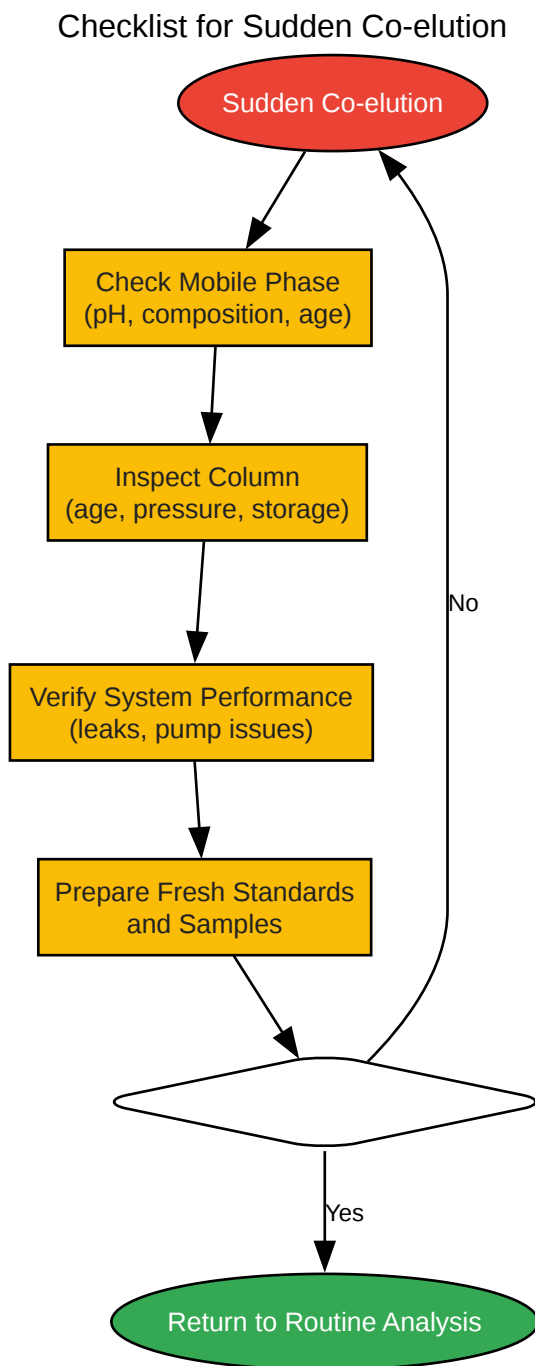 Checklist for Sudden Co-elution
Sudden Co-elution
Check Mobile Phase
(pH, composition, age)
Inspect Column
(age, pressure, storage)
No
Verify System Performance
(leaks, pump issues)
Prepare Fresh Standards
and Samples
Yes
Return to Routine Analysis